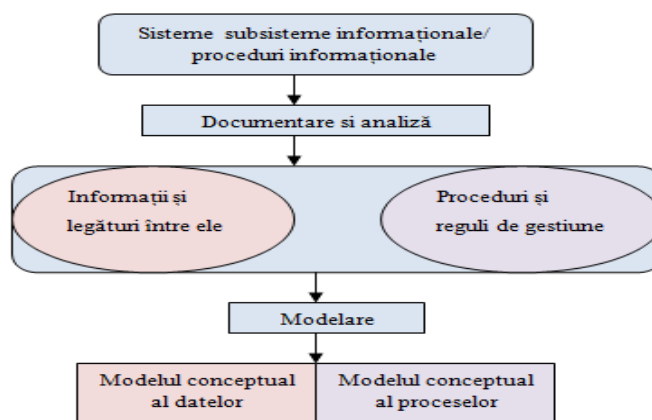 Sisteme subsisteme informaționale/
proceduri informaționale
Documentare si analiză
Informații și
legături între ele
Proceduri și
reguli de gestiune
Modelare
Modelul conceptual
al datelor
Modelul conceptual
al proceselor